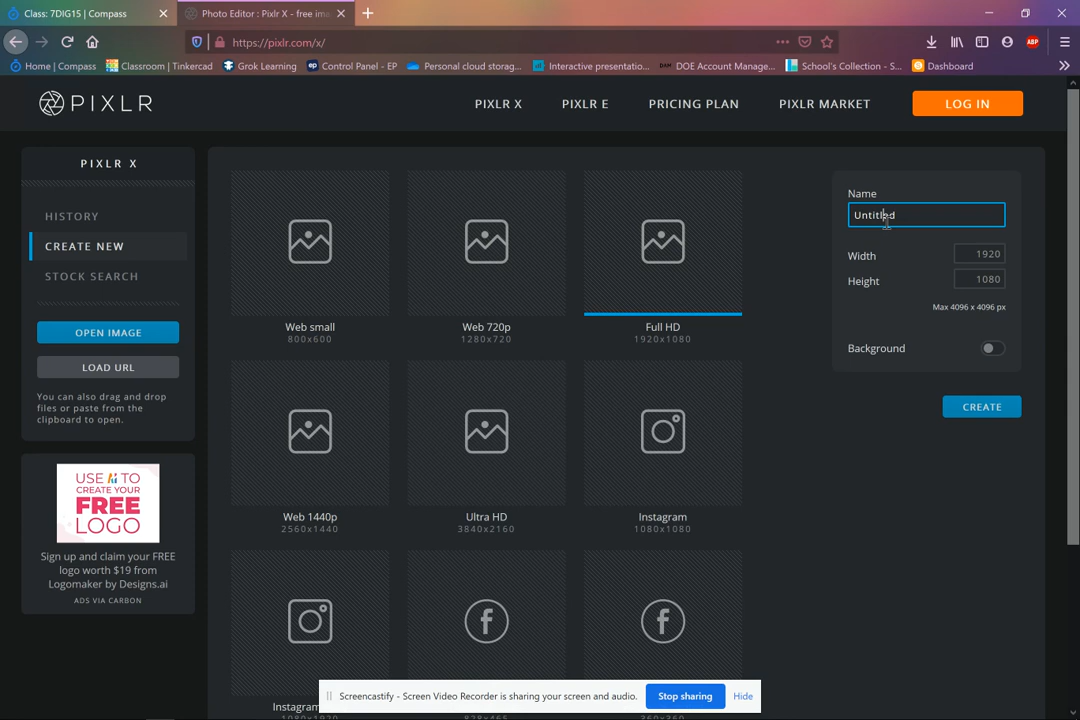 Class: 7DIG15 | Compass
Photo Editor : Pixlr X - free ima
https://pixlr.com/x/
Home | Compass
Classroom | Tinkercad
Grok Learning
Control Panel - EP
Personal cloud storag...
Interactive presentatio...
DOE Account Manage...
School's Collection - S...
Dashboard
ABP
PIXLR
PIXLR X
PIXLR E
PRICING PLAN
PIXLR MARKET
LOG IN
PIXLR X
HISTORY
CREATE NEW
STOCK SEARCH
OPEN IMAGE
LOAD URL
You can also drag and drop
files or paste from the
clipboard to open.
USE AI TO
CREATE YOUR
FREE
LOGO
Sign up and claim your FREE
logo worth $19 from
Logomaker by Designs.ai
ADS VIA CARBON
Web small
800x600
Web 720p
1280x720
Full HD
1920x1080
Web 1440p
2560x1440
Ultra HD
3840x2160
Instagram
1080x1080
Instagram
Name
Untitled
Width
1920
Height
1080
Max 4096 x 4096 px
Background
CREATE
Screencastify - Screen Video Recorder is sharing your screen and audio.
Stop sharing
Hide